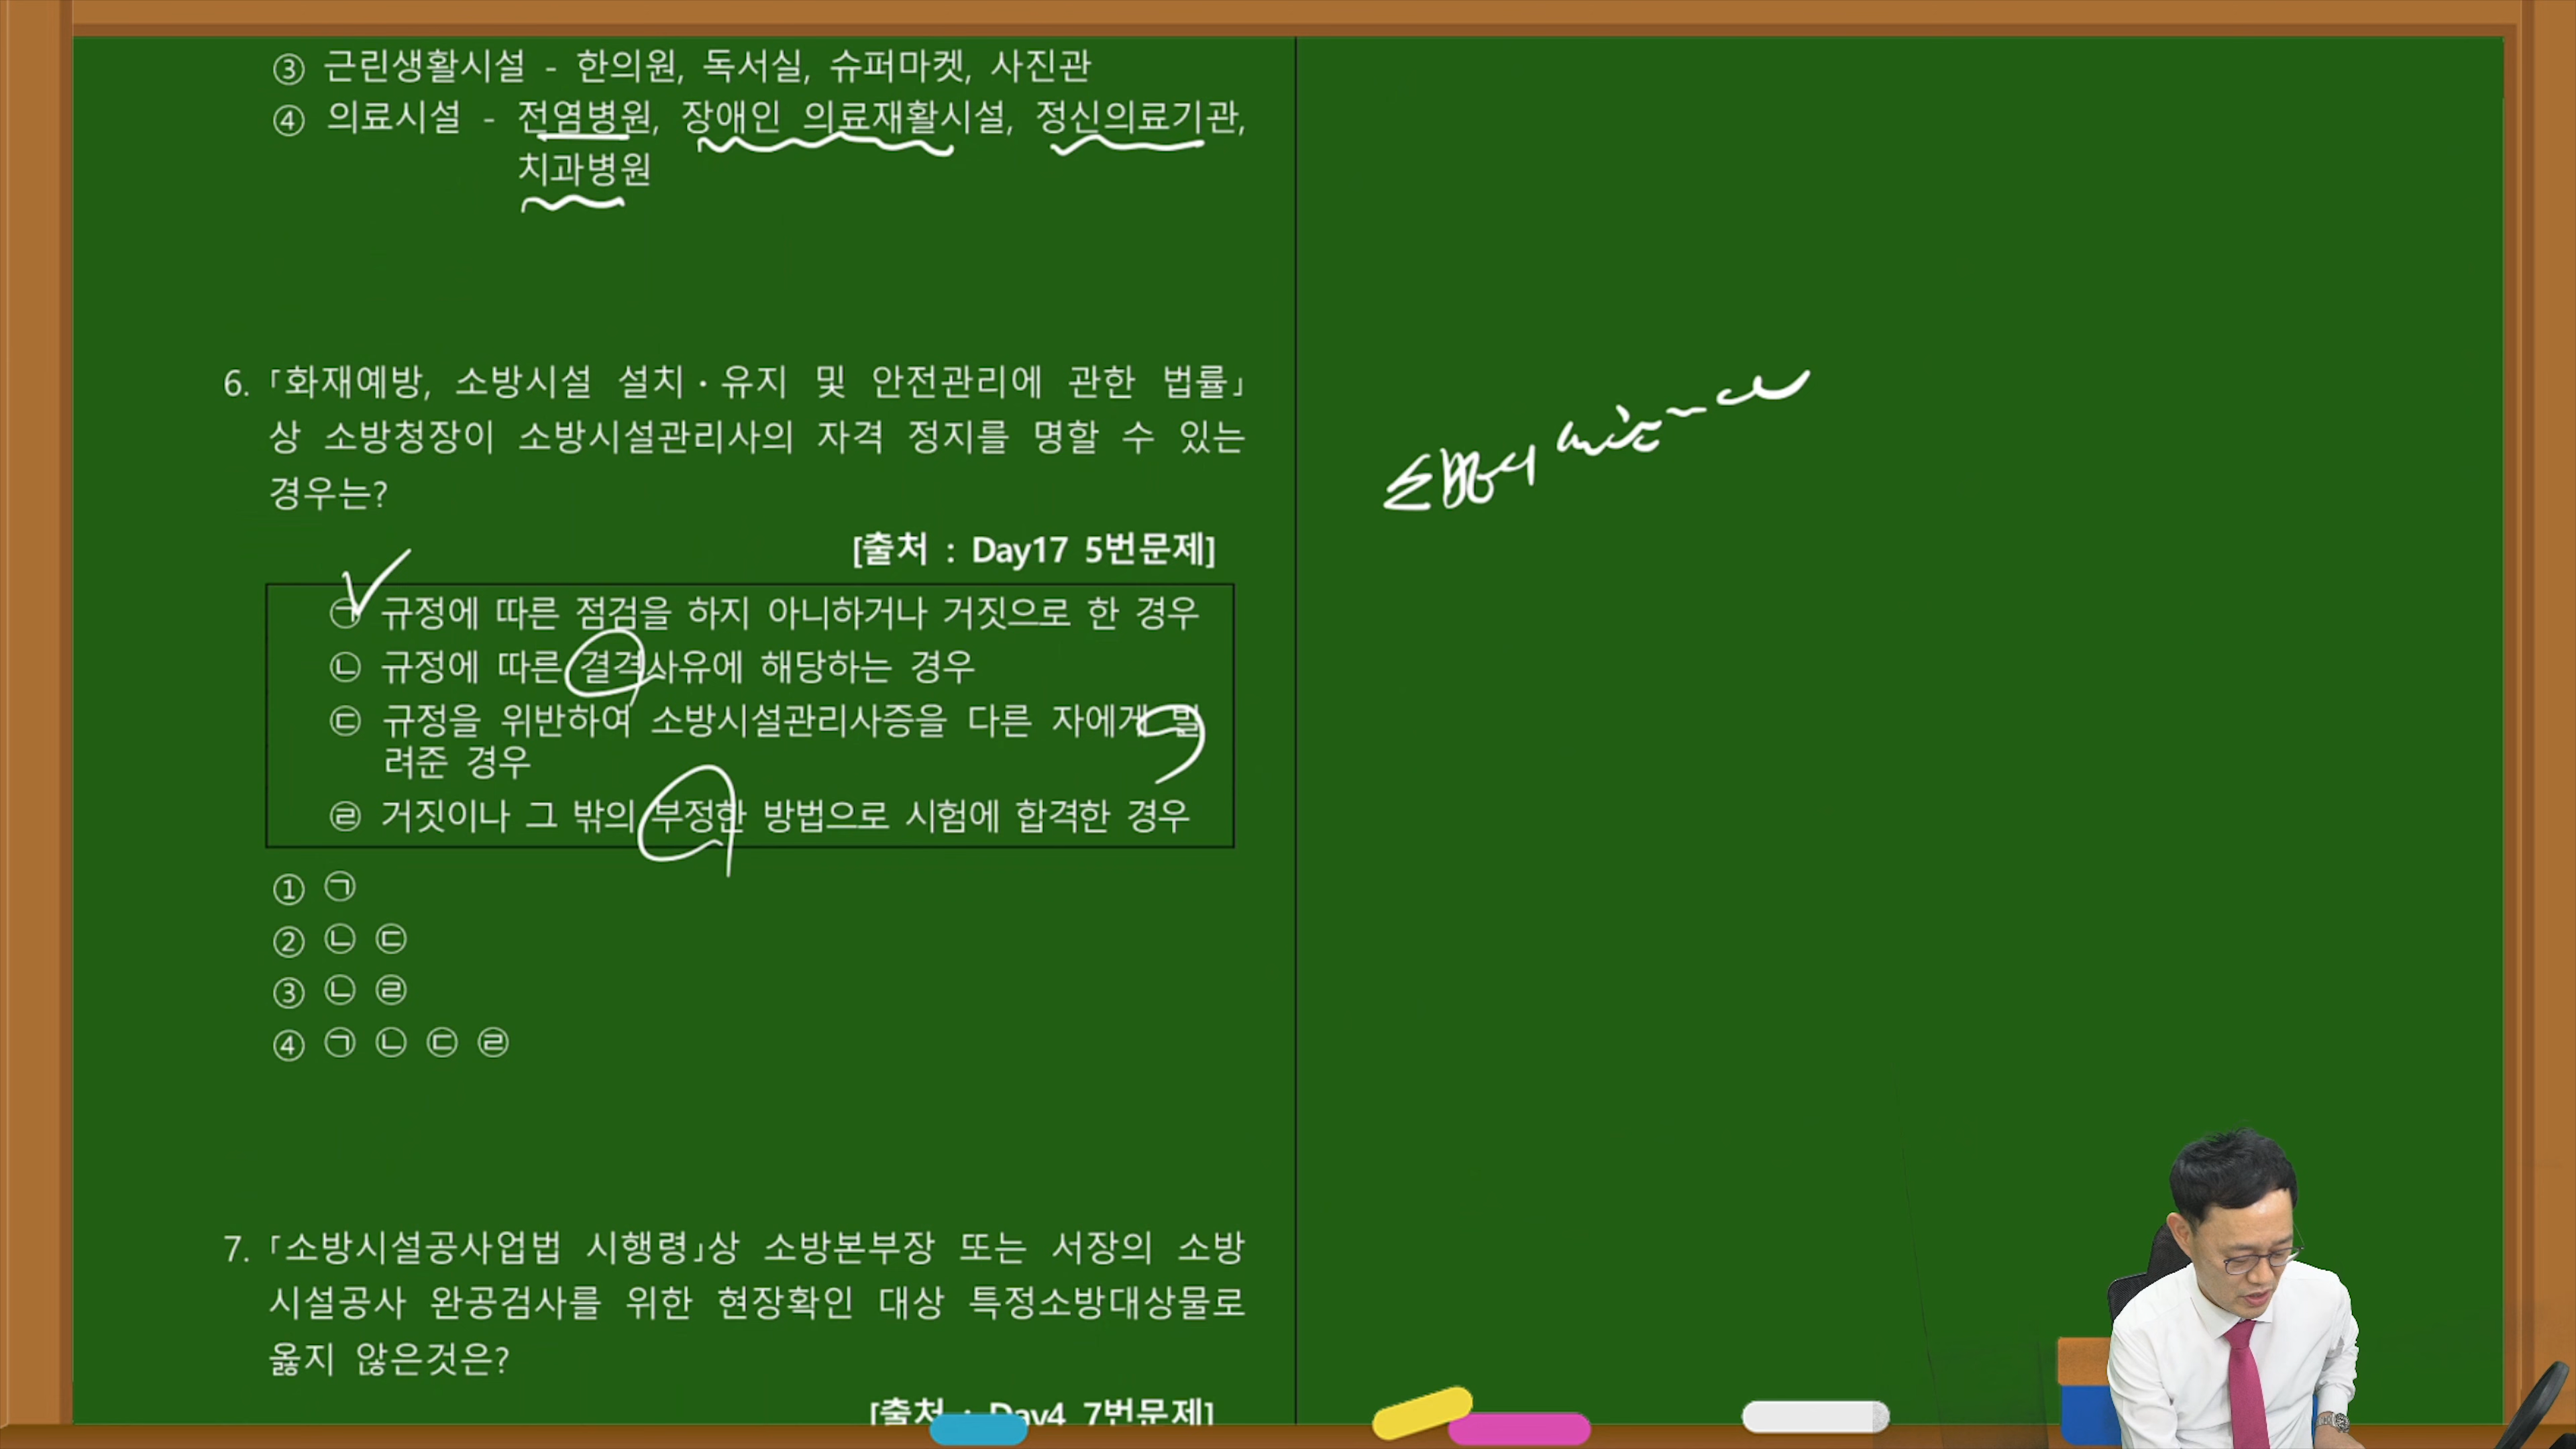 ③ 근린생활시설 - 한의원, 독서실, 슈퍼마켓, 사진관
④ 의료시설 - 전염병원, 장애인 의료재활시설, 정신의료기관,
치과병원
6. ｢화재예방, 소방시설 설치・유지 및 안전관리에 관한 법률｣
상 소방청장이 소방시설관리사의 자격 정지를 명할 수 있는
경우는?
[출처 : Day17 5번문제]
㉠ 규정에 따른 점검을 하지 아니하거나 거짓으로 한 경우
㉡ 규정에 따른 결격사유에 해당하는 경우
㉢ 규정을 위반하여 소방시설관리사증을 다른 자에게 빌
려준 경우
㉣ 거짓이나 그 밖의 부정한 방법으로 시험에 합격한 경우
① ㉠
② ㉡ ㉢
③ ㉡ ㉣
④ ㉠ ㉡ ㉢ ㉣
7. ｢소방시설공사업법 시행령｣상 소방본부장 또는 서장의 소방
시설공사 완공검사를 위한 현장확인 대상 특정소방대상물로
옳지 않은것은?
[출처 : Day4 7번문제]